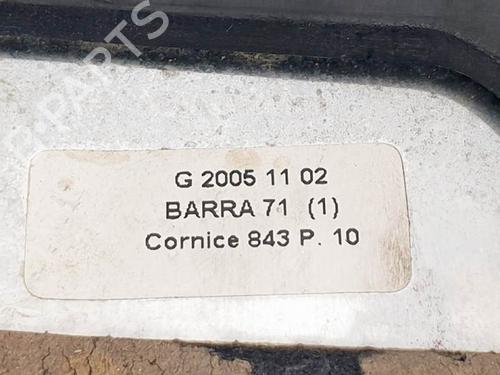 B-PARTS
G 2005 11 02
BARRA 71 (1)
Cornice 843 P. 10